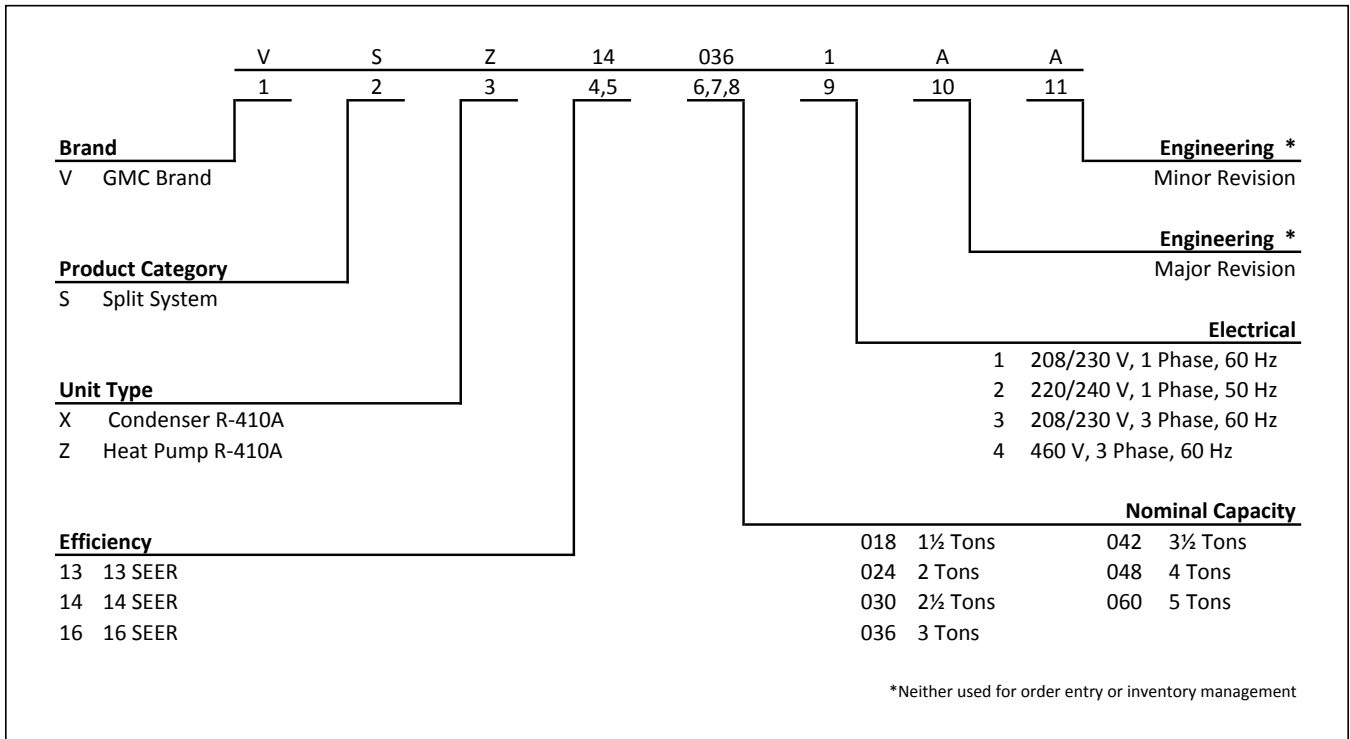 V S Z 14 036 1 A A
1 2 3 4,5 6,7,8 9 10 11
Brand
V GMC Brand
Product Category
S Split System
Unit Type
X Condenser R-410A
Z Heat Pump R-410A
Efficiency
13 13 SEER
14 14 SEER
16 16 SEER
Engineering *
Minor Revision
Engineering *
Major Revision
Electrical
1 208/230 V, 1 Phase, 60 Hz
2 220/240 V, 1 Phase, 50 Hz
3 208/230 V, 3 Phase, 60 Hz
4 460 V, 3 Phase, 60 Hz
Nominal Capacity
018 1½ Tons 042 3½ Tons
024 2 Tons 048 4 Tons
030 2½ Tons 060 5 Tons
036 3 Tons
*Neither used for order entry or inventory management